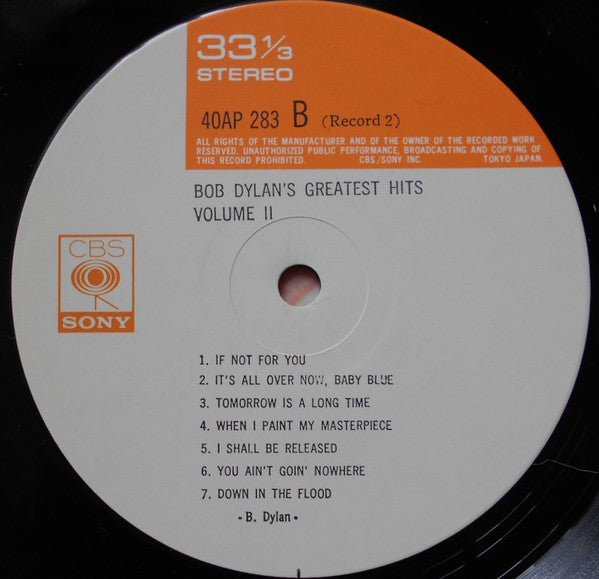 33 1/3
STEREO
40AP 283 B (Record 2)
ALL RIGHTS OF THE MANUFACTURER AND OF THE OWNER OF THE RECORDED WORK
RESERVED. UNAUTHORIZED PUBLIC PERFORMANCE, BROADCASTING AND COPYING OF
THIS RECORD PROHIBITED. CBS/SONY INC. TOKYO JAPAN.
BOB DYLAN'S GREATEST HITS
VOLUME II
CBS
SONY
1. IF NOT FOR YOU
2. IT'S ALL OVER NOW, BABY BLUE
3. TOMORROW IS A LONG TIME
4. WHEN I PAINT MY MASTERPIECE
5. I SHALL BE RELEASED
6. YOU AIN'T GOIN' NOWHERE
7. DOWN IN THE FLOOD
- B. Dylan -